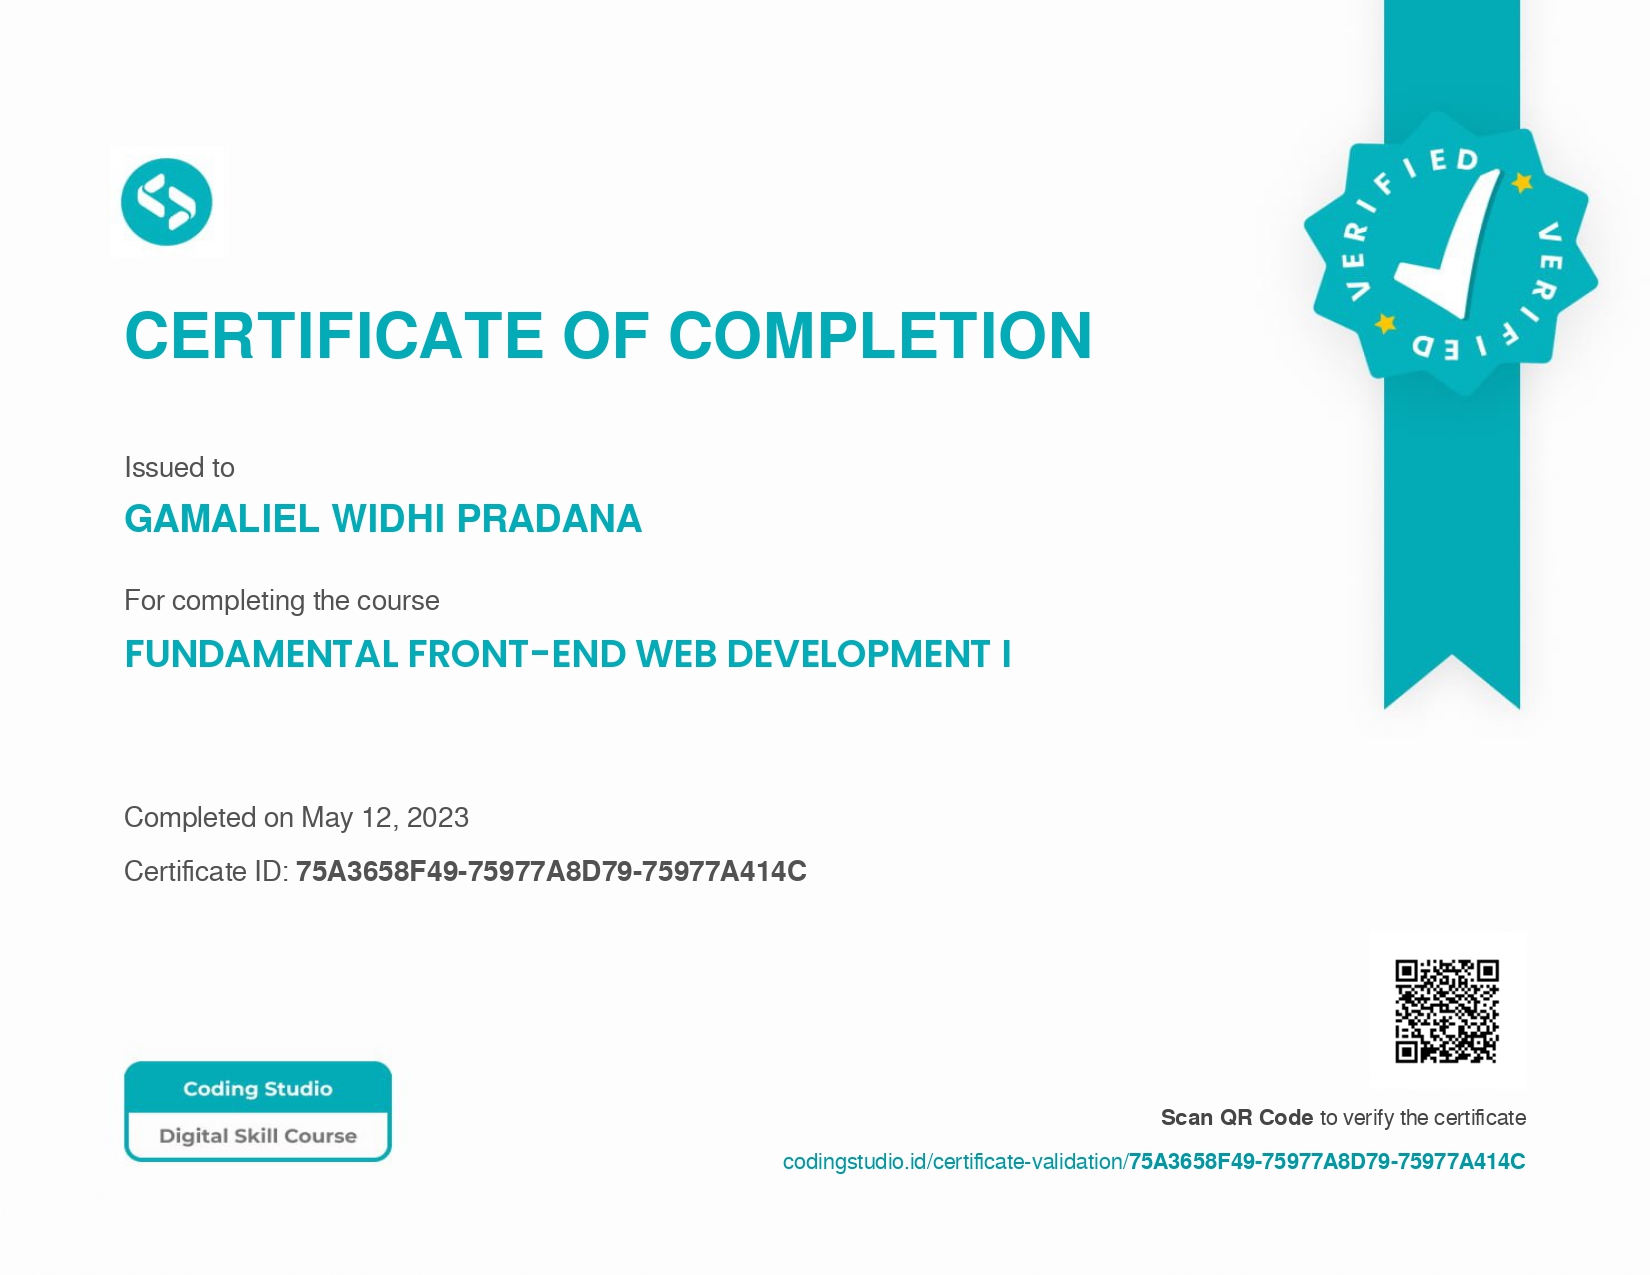 VERIFIED
VERIFIED
CERTIFICATE OF COMPLETION
Issued to
GAMALIEL WIDHI PRADANA
For completing the course
FUNDAMENTAL FRONT-END WEB DEVELOPMENT I
Completed on May 12, 2023
Certificate ID: 75A3658F49-75977A8D79-75977A414C
Coding Studio
Digital Skill Course
Scan QR Code to verify the certificate
codingstudio.id/certificate-validation/75A3658F49-75977A8D79-75977A414C